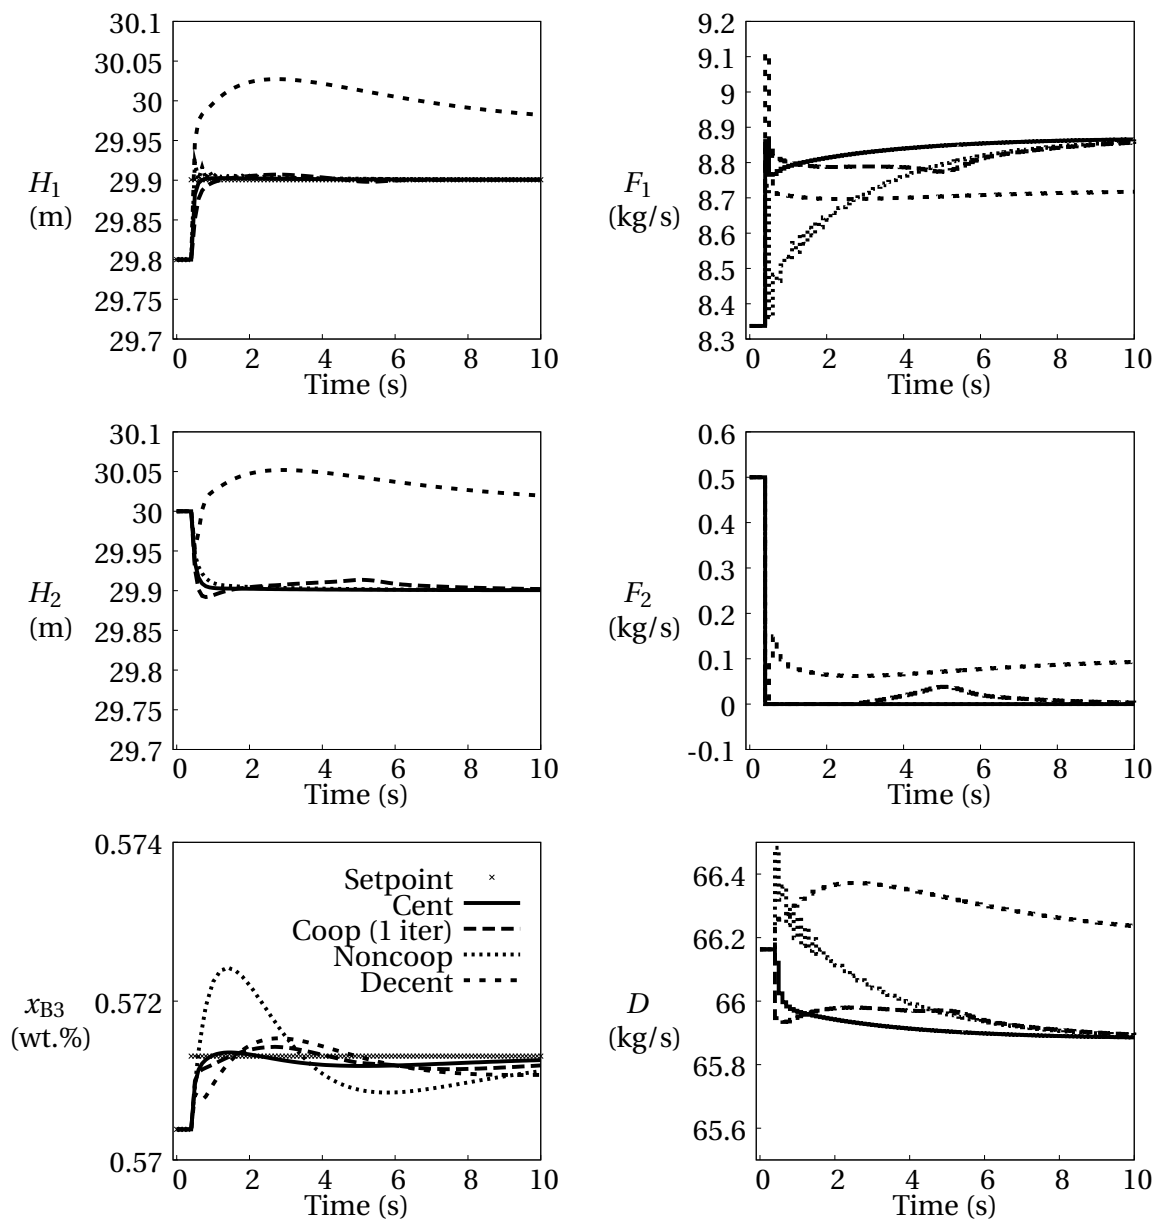 30.1
30.05
30
29.95
29.9
29.85
29.8
29.75
29.7
H1
(m)
0 2 4 6 8 10
Time (s)
9.2
9.1
9
8.9
8.8
8.7
8.6
8.5
8.4
8.3
F1
(kg/s)
0 2 4 6 8 10
Time (s)
30.1
30.05
30
29.95
29.9
29.85
29.8
29.75
29.7
H2
(m)
0 2 4 6 8 10
Time (s)
0.6
0.5
0.4
0.3
0.2
0.1
0
-0.1
F2
(kg/s)
0 2 4 6 8 10
Time (s)
0.574
0.572
0.57
xB3
(wt.%)
Setpoint
Cent
Coop (1 iter)
Noncoop
Decent
0 2 4 6 8 10
Time (s)
66.4
66.2
66
65.8
65.6
D
(kg/s)
0 2 4 6 8 10
Time (s)